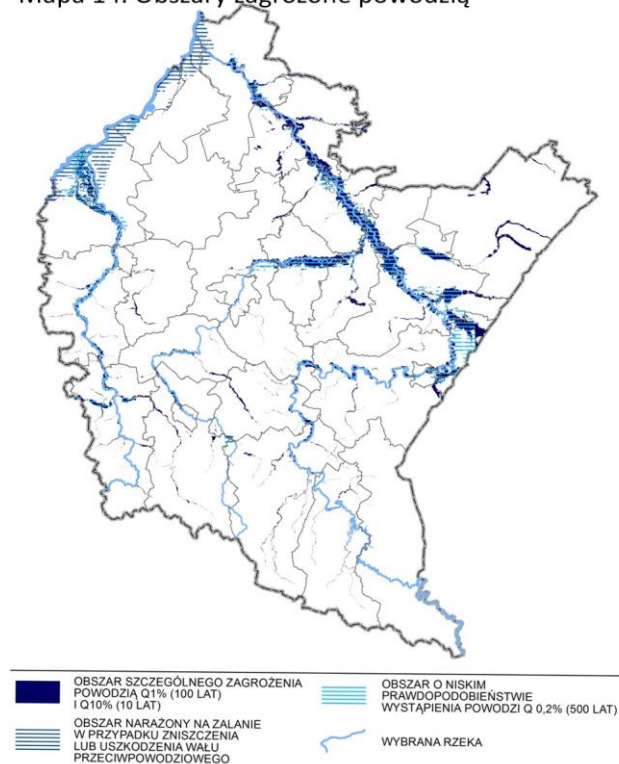 Mapa 14. Obszary zagrożone powodzią
OBSZAR SZCZEGÓLNEGO ZAGROŻENIA
POWODZIĄ Q1% (100 LAT)
I Q10% (10 LAT)
OBSZAR NARAŻONY NA ZALANIE
W PRZYPADKU ZNISZCZENIA
LUB USZKODZENIA WAŁU
PRZECIWPOWODZIOWEGO
OBSZAR O NISKIM
PRAWDOPODOBIEŃSTWIE
WYSTĄPIENIA POWODZI Q 0,2% (500 LAT)
WYBRANA RZEKA